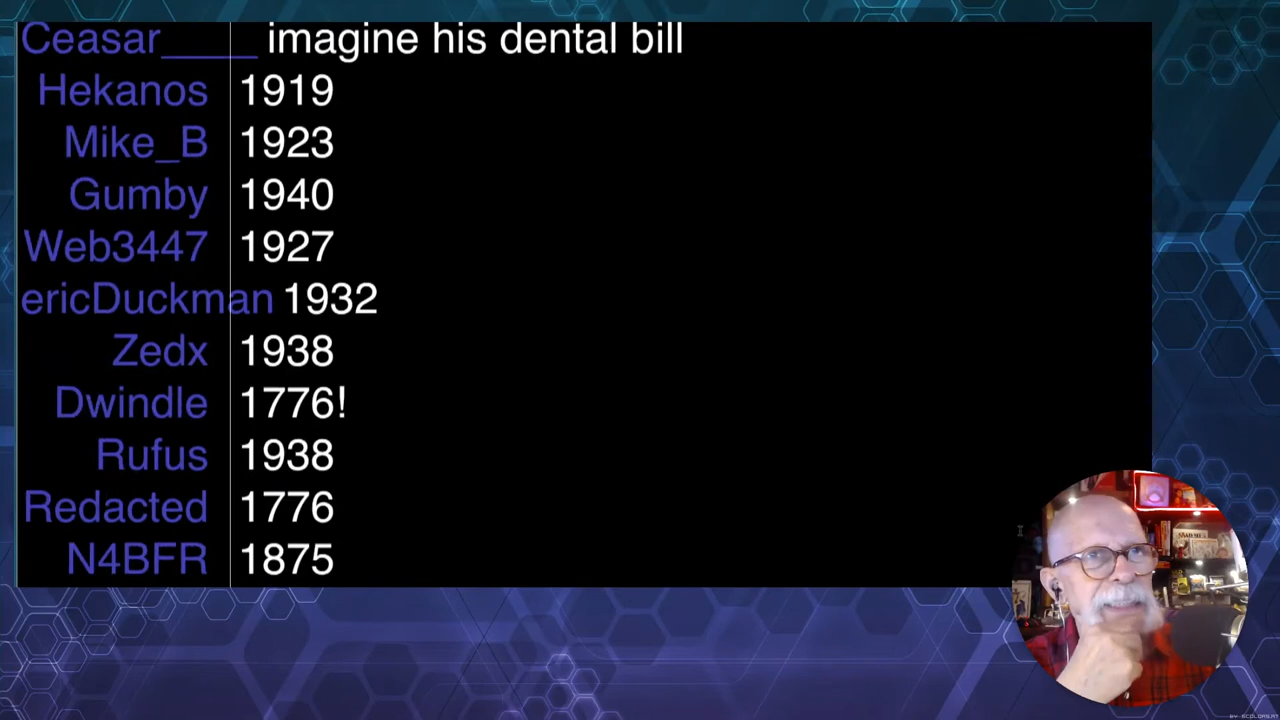 Ceasar_____ imagine his dental bill
Hekanos 1919
Mike_B 1923
Gumby 1940
Web3447 1927
ericDuckman 1932
Zedx 1938
Dwindle 1776!
Rufus 1938
Redacted 1776
N4BFR 1875